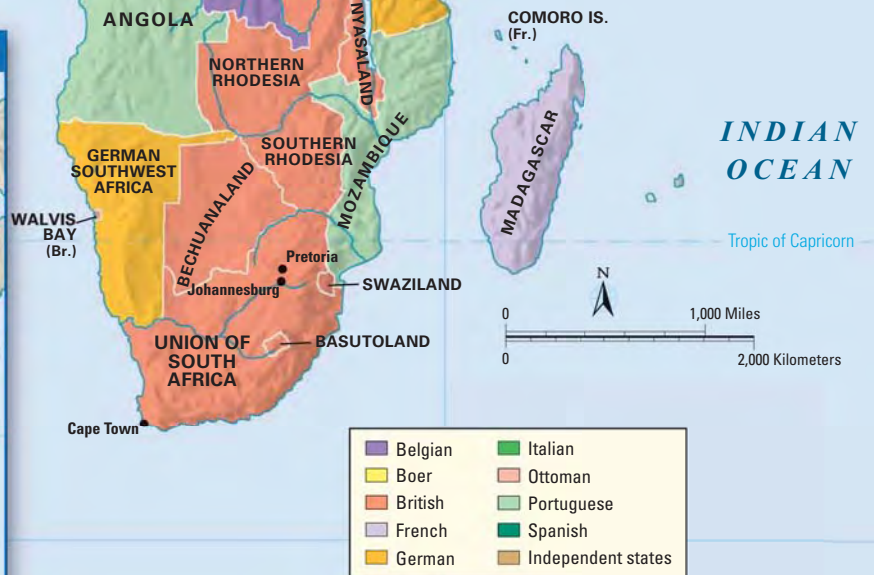 ANGOLA
NYASALAND
COMORO IS.
(Fr.)
NORTHERN
RHODESIA
SOUTHERN
RHODESIA
MOZAMBIQUE
MADAGASCAR
INDIAN
OCEAN
GERMAN
SOUTHWEST
AFRICA
WALVIS
BAY
(Br.)
BECHUANALAND
Tropic of Capricorn
Pretoria
Johannesburg
SWAZILAND
N
0 1,000 Miles
0 2,000 Kilometers
UNION OF
SOUTH
AFRICA
BASUTOLAND
Cape Town
Belgian
Boer
British
French
German
Italian
Ottoman
Portuguese
Spanish
Independent states